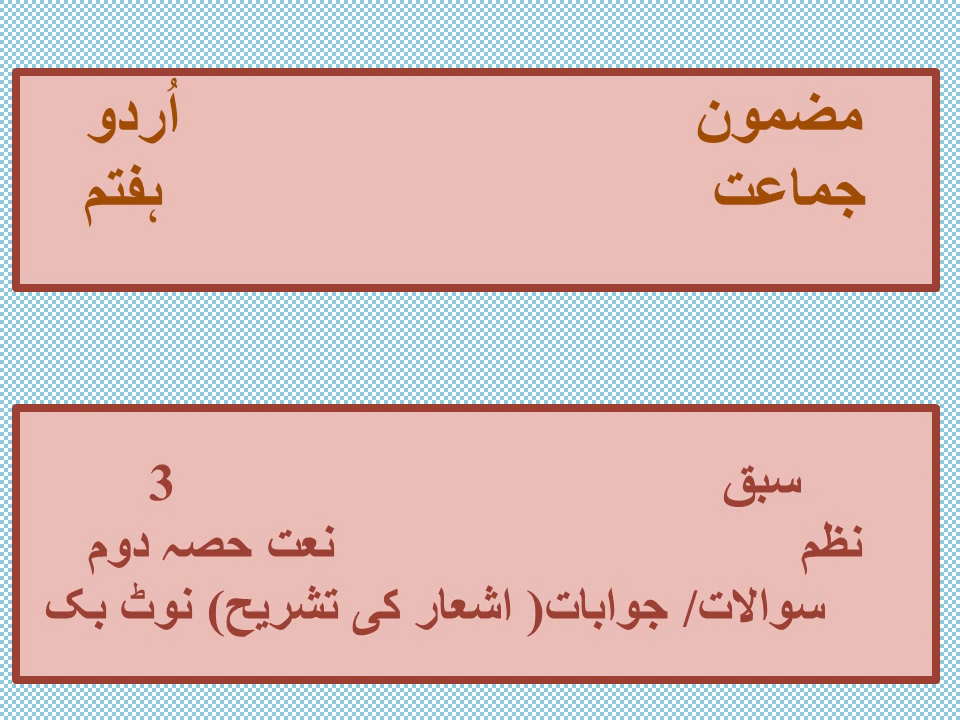 مضمون اُردو
جماعت ہفتم
سبق 3
نظم نعت حصہ دوم
سوالات/ جوابات( اشعار کی تشریح) نوٹ بک